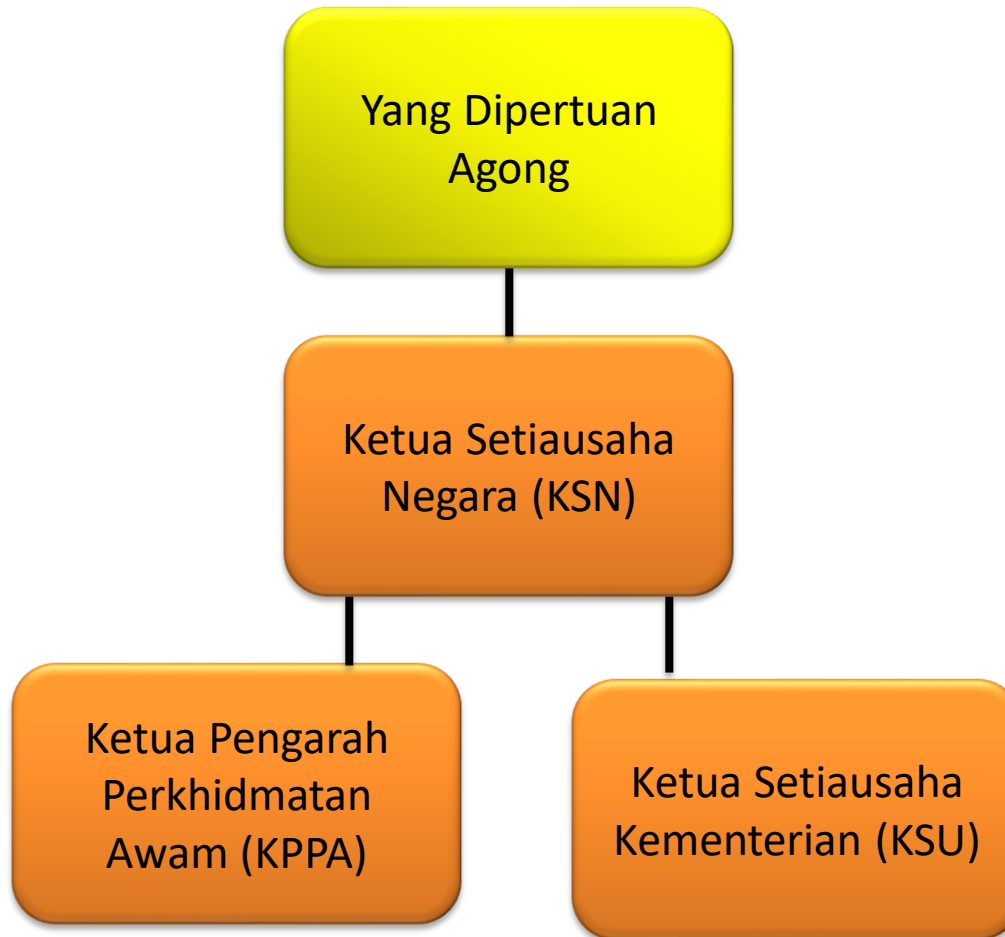 Yang Dipertuan
Agong
Ketua Setiausaha
Negara (KSN)
Ketua Pengarah
Perkhidmatan
Awam (KPPA)
Ketua Setiausaha
Kementerian (KSU)